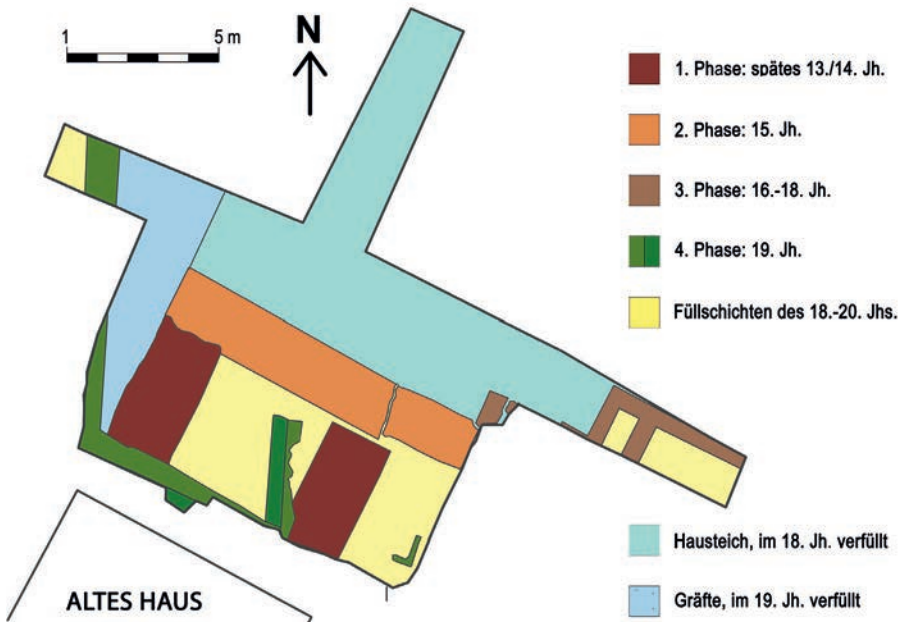 1
5 m
N
1. Phase: spätes 13./14. Jh.
2. Phase: 15. Jh.
3. Phase: 16.-18. Jh.
4. Phase: 19. Jh.
Füllschichten des 18.-20. Jhs.
Hausteich, im 18. Jh. verfüllt
Gräfte, im 19. Jh. verfüllt
ALTES HAUS